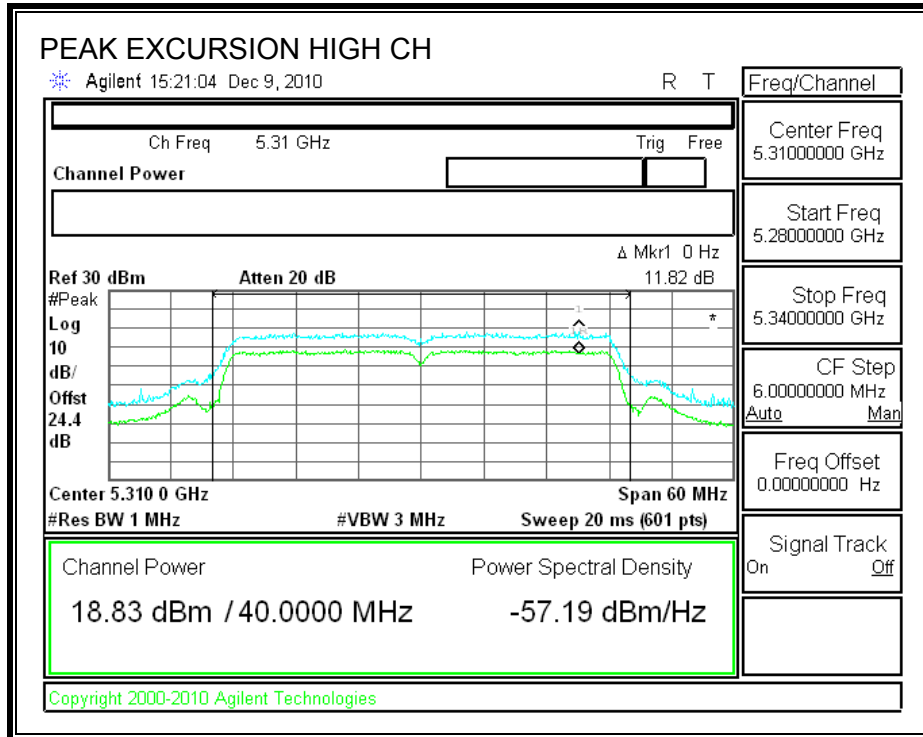 PEAK EXCURSION HIGH CH
Agilent 15:21:04 Dec 9, 2010 R T
Freq/Channel
Ch Freq 5.31 GHz Trig Free
Channel Power
Δ Mkr1 0 Hz
Ref 30 dBm Atten 20 dB 11.82 dB
#Peak
Log
10
dB/
Offst
24.4
dB
*
Center 5.310 0 GHz Span 60 MHz
#Res BW 1 MHz #VBW 3 MHz Sweep 20 ms (601 pts)
Channel Power Power Spectral Density
18.83 dBm / 40.0000 MHz -57.19 dBm/Hz
Center Freq
5.31000000 GHz
Start Freq
5.28000000 GHz
Stop Freq
5.34000000 GHz
CF Step
6.00000000 MHz
Auto Man
Freq Offset
0.00000000 Hz
Signal Track
On Off
Copyright 2000-2010 Agilent Technologies